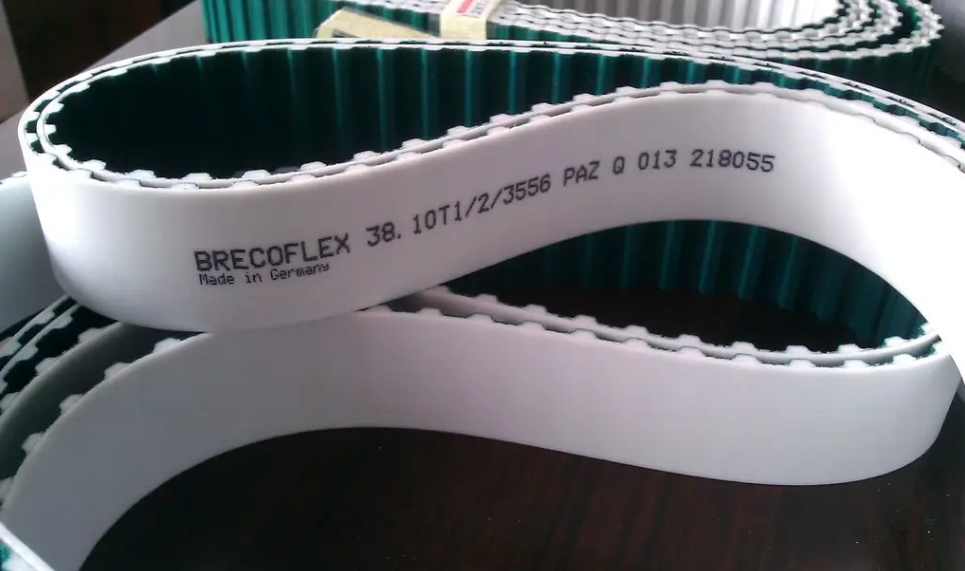 BRECOFLEX 38. 10T1/2/3556 PAZ Q 013 218055
Made in Germany